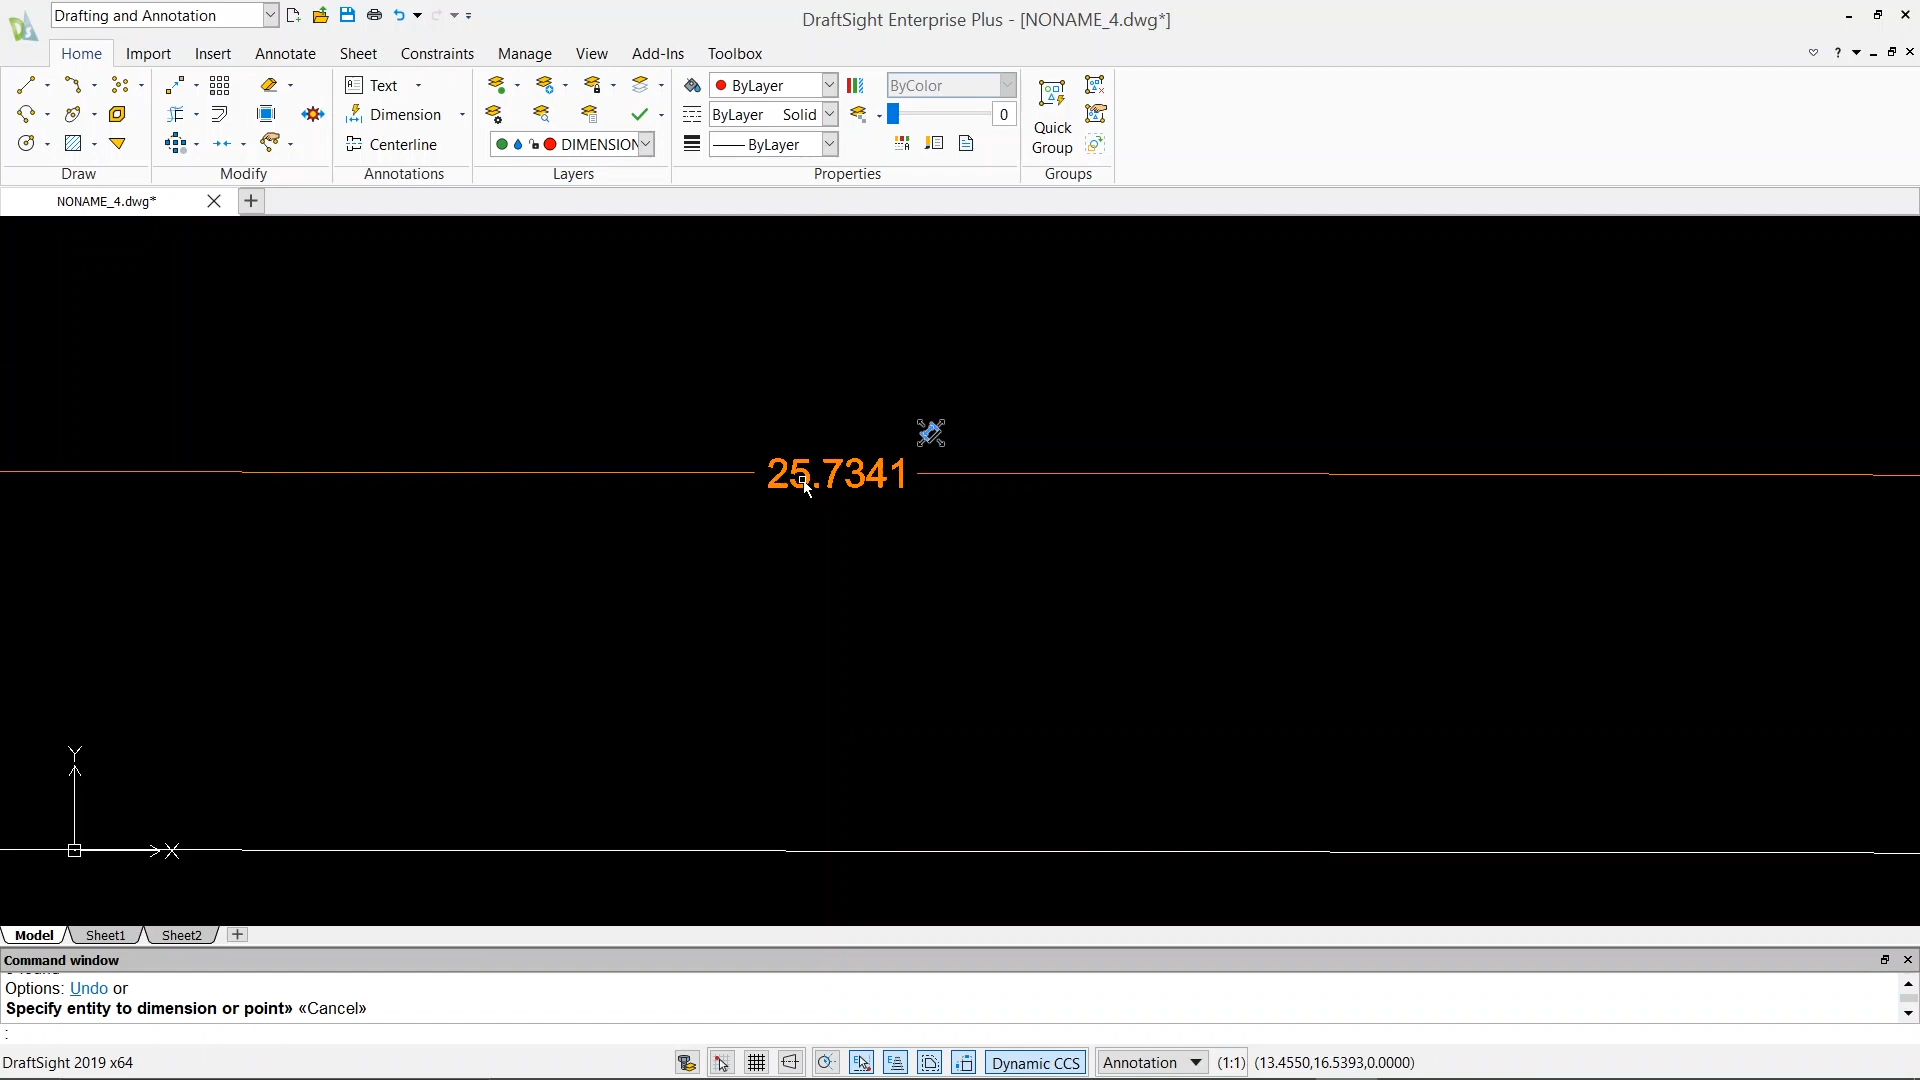 Drafting and Annotation
DraftSight Enterprise Plus - [NONAME_4.dwg*]
Home Import Insert Annotate Sheet Constraints Manage View Add-Ins Toolbox
Text ByLayer ByColor
Dimension ByLayer Solid 0
Centerline DIMENSION ByLayer
Quick
Group
Draw Modify Annotations Layers Properties Groups
NONAME_4.dwg*
25.7341
Y
X
Model Sheet1 Sheet2
Command window
Options: Undo or
Specify entity to dimension or point» «Cancel»
:
DraftSight 2019 x64 Dynamic CCS Annotation (1:1) (13.4550,16.5393,0.0000)